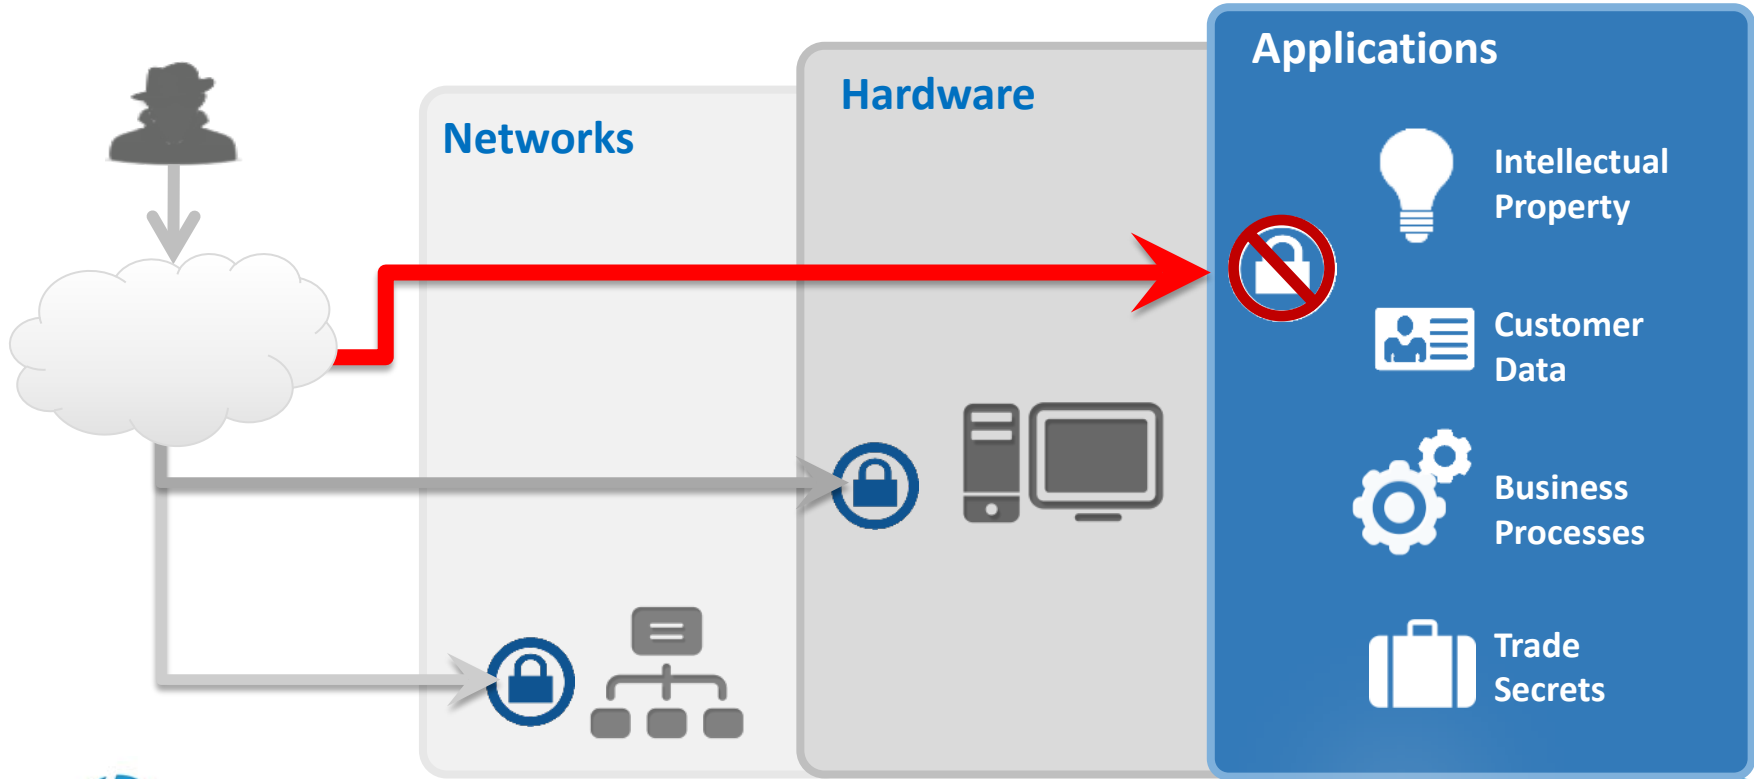 Networks
Hardware
Applications
Intellectual
Property
Customer
Data
Business
Processes
Trade
Secrets